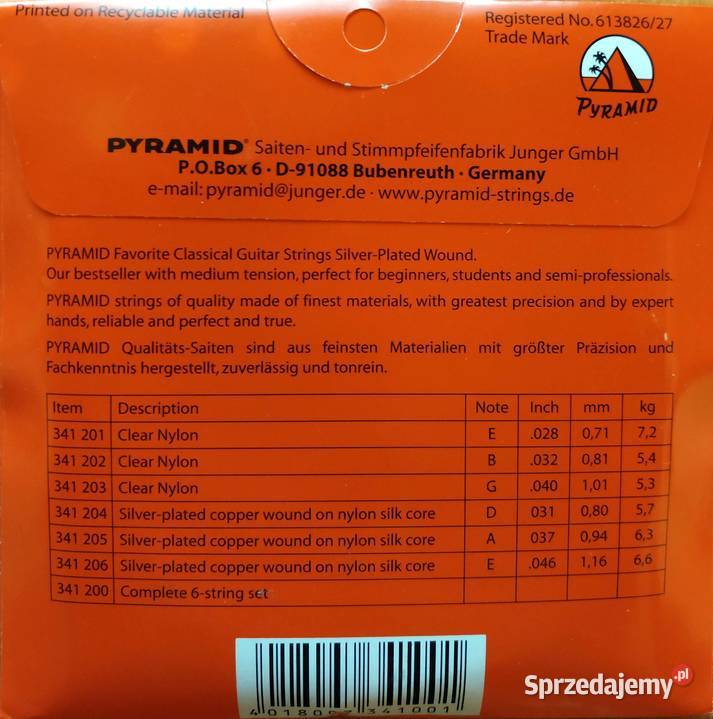 Printed on Recyclable Material
Registered No. 613826/27
Trade Mark
PYRAMID
PYRAMID® Saiten- und Stimmpfeifenfabrik Junger GmbH
P.O.Box 6 · D-91088 Bubenreuth · Germany
e-mail: pyramid@junger.de · www.pyramid-strings.de
PYRAMID Favorite Classical Guitar Strings Silver-Plated Wound.
Our bestseller with medium tension, perfect for beginners, students and semi-professionals.
PYRAMID strings of quality made of finest materials, with greatest precision and by expert
hands, reliable and perfect and true.
PYRAMID Qualitäts-Saiten sind aus feinsten Materialien mit größter Präzision und
Fachkenntnis hergestellt, zuverlässig und tonrein.
Item Description Note Inch mm kg
341 201 Clear Nylon E .028 0,71 7,2
341 202 Clear Nylon B .032 0,81 5,4
341 203 Clear Nylon G .040 1,01 5,3
341 204 Silver-plated copper wound on nylon silk core D 031 0,80 5,7
341 205 Silver-plated copper wound on nylon silk core A 037 0,94 6,3
341 206 Silver-plated copper wound on nylon silk core E .046 1,16 6,6
341 200 Complete 6-string set
341001
Sprzedajemy.pl